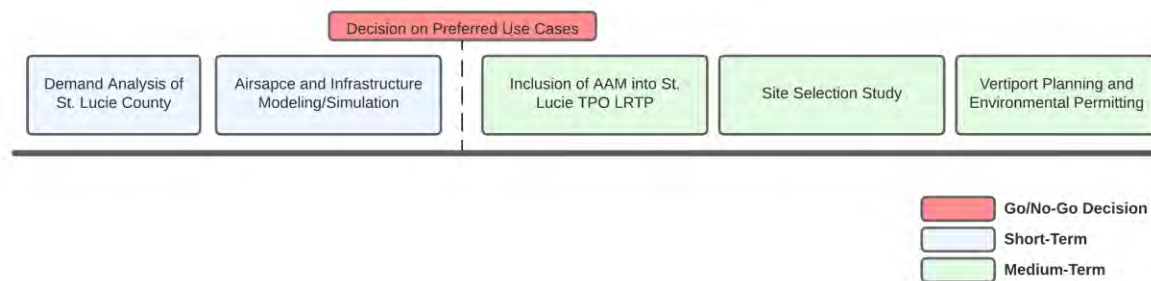 Decision on Preferred Use Cases
Demand Analysis of
St. Lucie County
Airsapce and Infrastructure
Modeling/Simulation
Inclusion of AAM into St.
Lucie TPO LRTP
Site Selection Study
Vertiport Planning and
Environmental Permitting
Go/No-Go Decision
Short-Term
Medium-Term